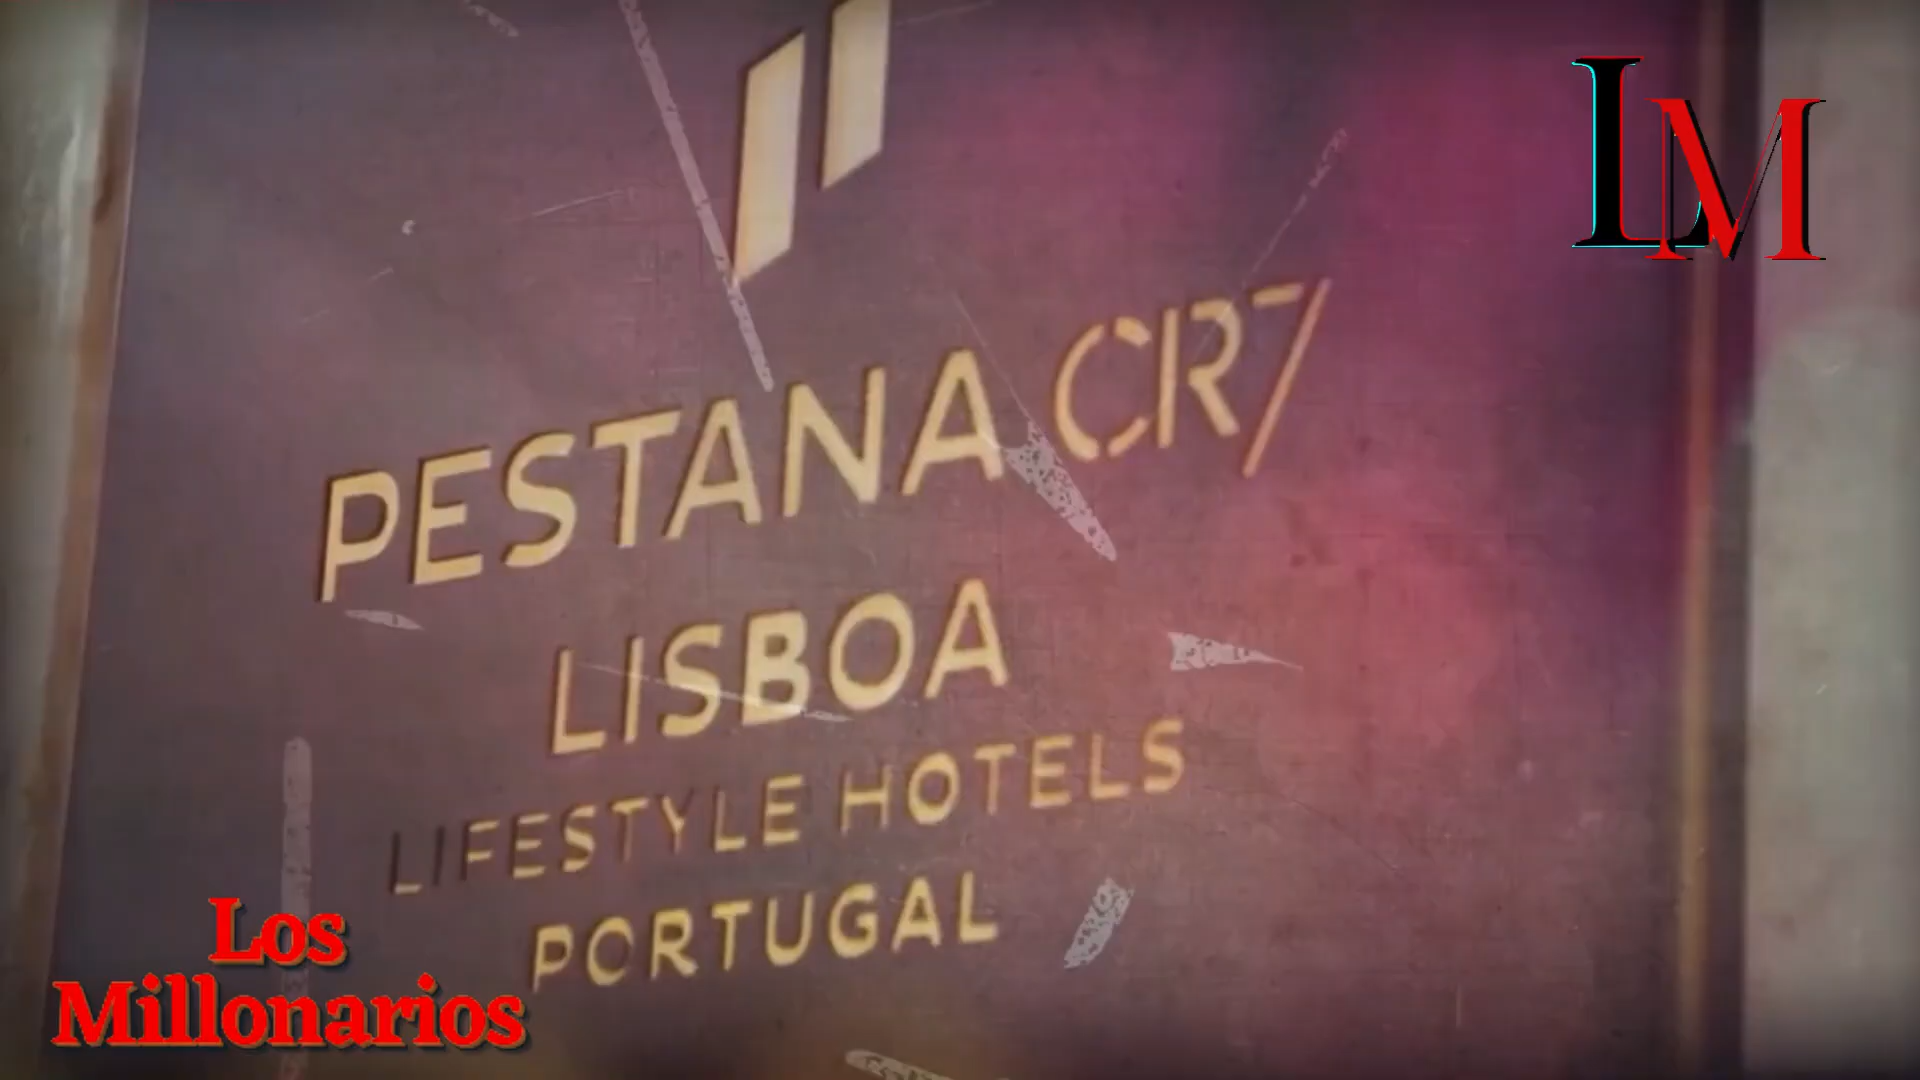 LM
PESTANA CR7
LISBOA
LIFESTYLE HOTELS
PORTUGAL
Los
Millonarios